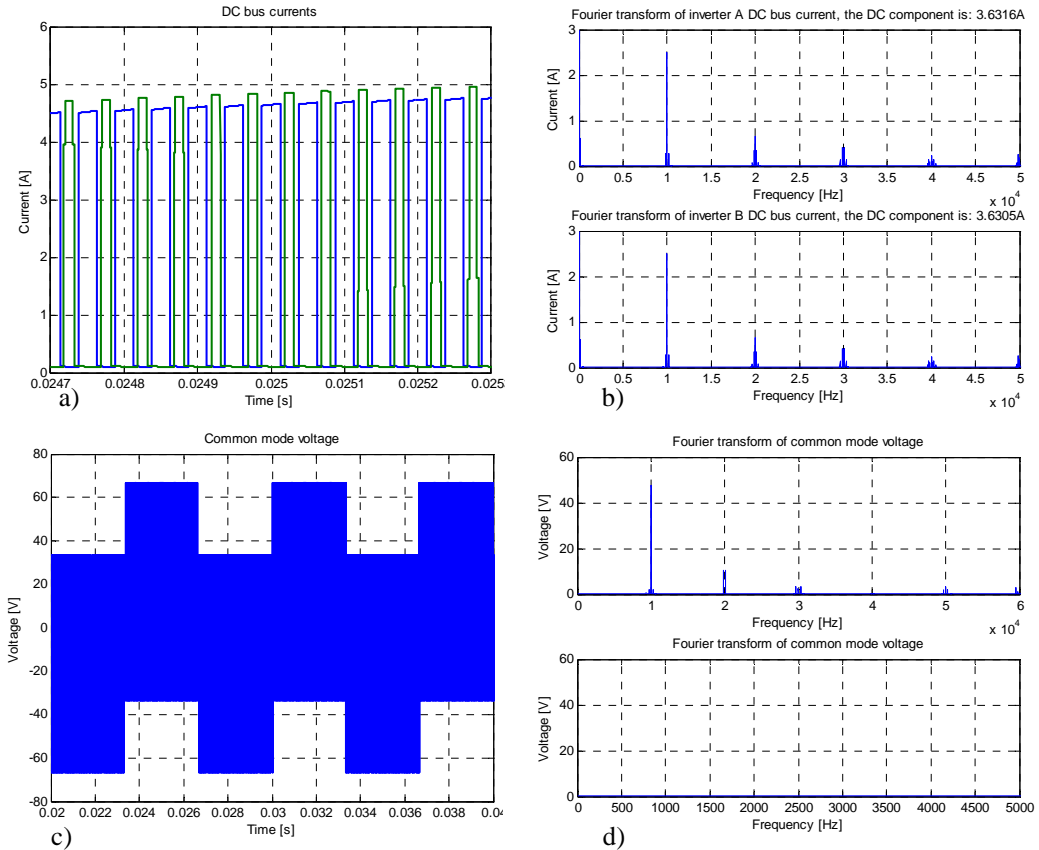 DC bus currents
6
5
4
3
2
1
0
Current [A]
0.0247 0.0248 0.0249 0.025 0.0251 0.0252 0.025
Time [s]
a)
Fourier transform of inverter A DC bus current, the DC component is: 3.6316A
3
2
1
0
Current [A]
0 0.5 1 1.5 2 2.5 3 3.5 4 4.5 5
Frequency [Hz]
x 10^4
Fourier transform of inverter B DC bus current, the DC component is: 3.6305A
3
2
1
0
Current [A]
0 0.5 1 1.5 2 2.5 3 3.5 4 4.5 5
Frequency [Hz]
x 10^4
b)
Common mode voltage
80
60
40
20
0
-20
-40
-60
-80
Voltage [V]
0.02 0.022 0.024 0.026 0.028 0.03 0.032 0.034 0.036 0.038 0.04
Time [s]
c)
Fourier transform of common mode voltage
60
40
20
0
Voltage [V]
0 1 2 3 4 5 6
Frequency [Hz]
x 10^4
Fourier transform of common mode voltage
60
40
20
0
Voltage [V]
0 500 1000 1500 2000 2500 3000 3500 4000 4500 5000
Frequency [Hz]
d)